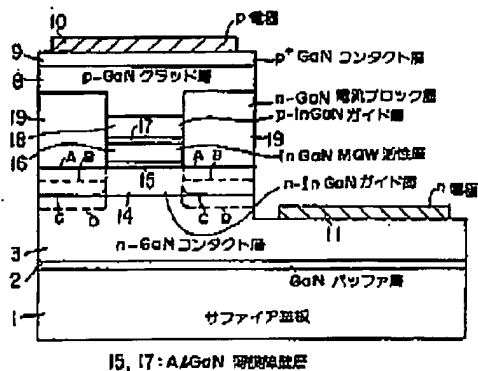 10
p電極
9
p⁺GaN コンタクト層
8
p-GaN クラッド層
19
n-GaN 電流ブロック層
p-InGaN ガイド層
18
17
19
16
InGaN MQW 活性層
A B
A B
15
n-InGaN ガイド層
C D
14
C D
n電極
3
n-GaN コンタクト層
11
2
GaN バッファ層
1
サファイア基板
15, 17: AlGaN 薄膜障壁層